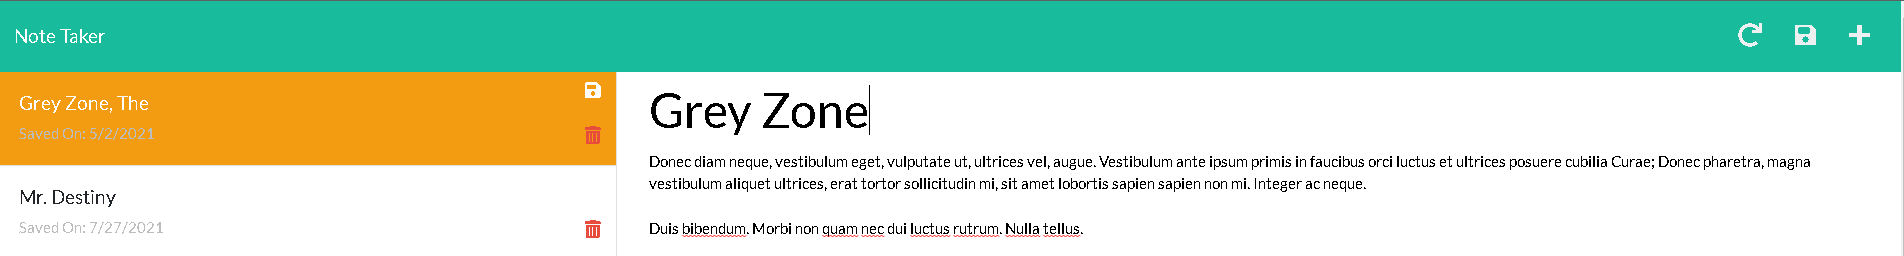 Note Taker
Grey Zone, The
Saved On: 5/2/2021
Mr. Destiny
Saved On: 7/27/2021
Grey Zone
Donec diam neque, vestibulum eget, vulputate ut, ultrices vel, augue. Vestibulum ante ipsum primis in faucibus orci luctus et ultrices posuere cubilia Curae; Donec pharetra, magna
vestibulum aliquet ultrices, erat tortor sollicitudin mi, sit amet lobortis sapien sapien non mi. Integer ac neque.
Duis bibendum. Morbi non quam nec dui luctus rutrum. Nulla tellus.